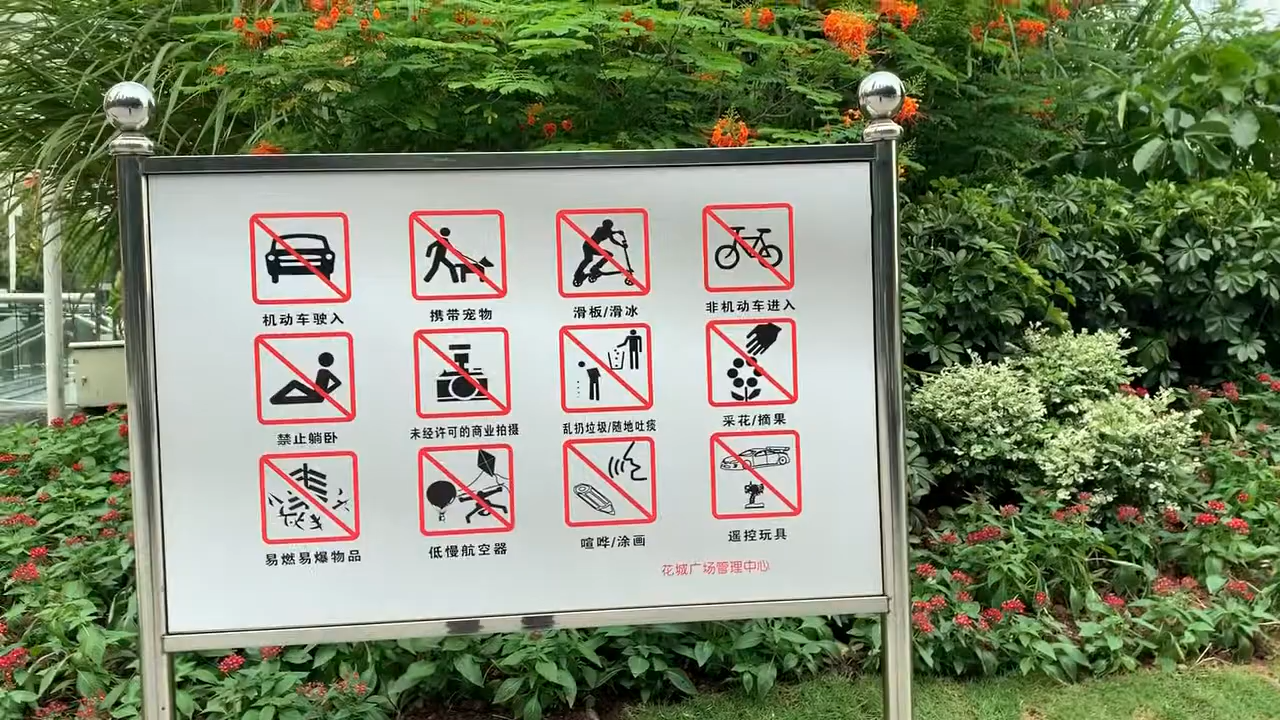 机动车驶入 携带宠物 滑板/滑冰 非机动车进入
禁止躺卧 未经许可的商业拍摄 乱扔垃圾/随地吐痰 采花/摘果
易燃易爆物品 低慢航空器 喧哗/涂画 遥控玩具
花城广场管理中心